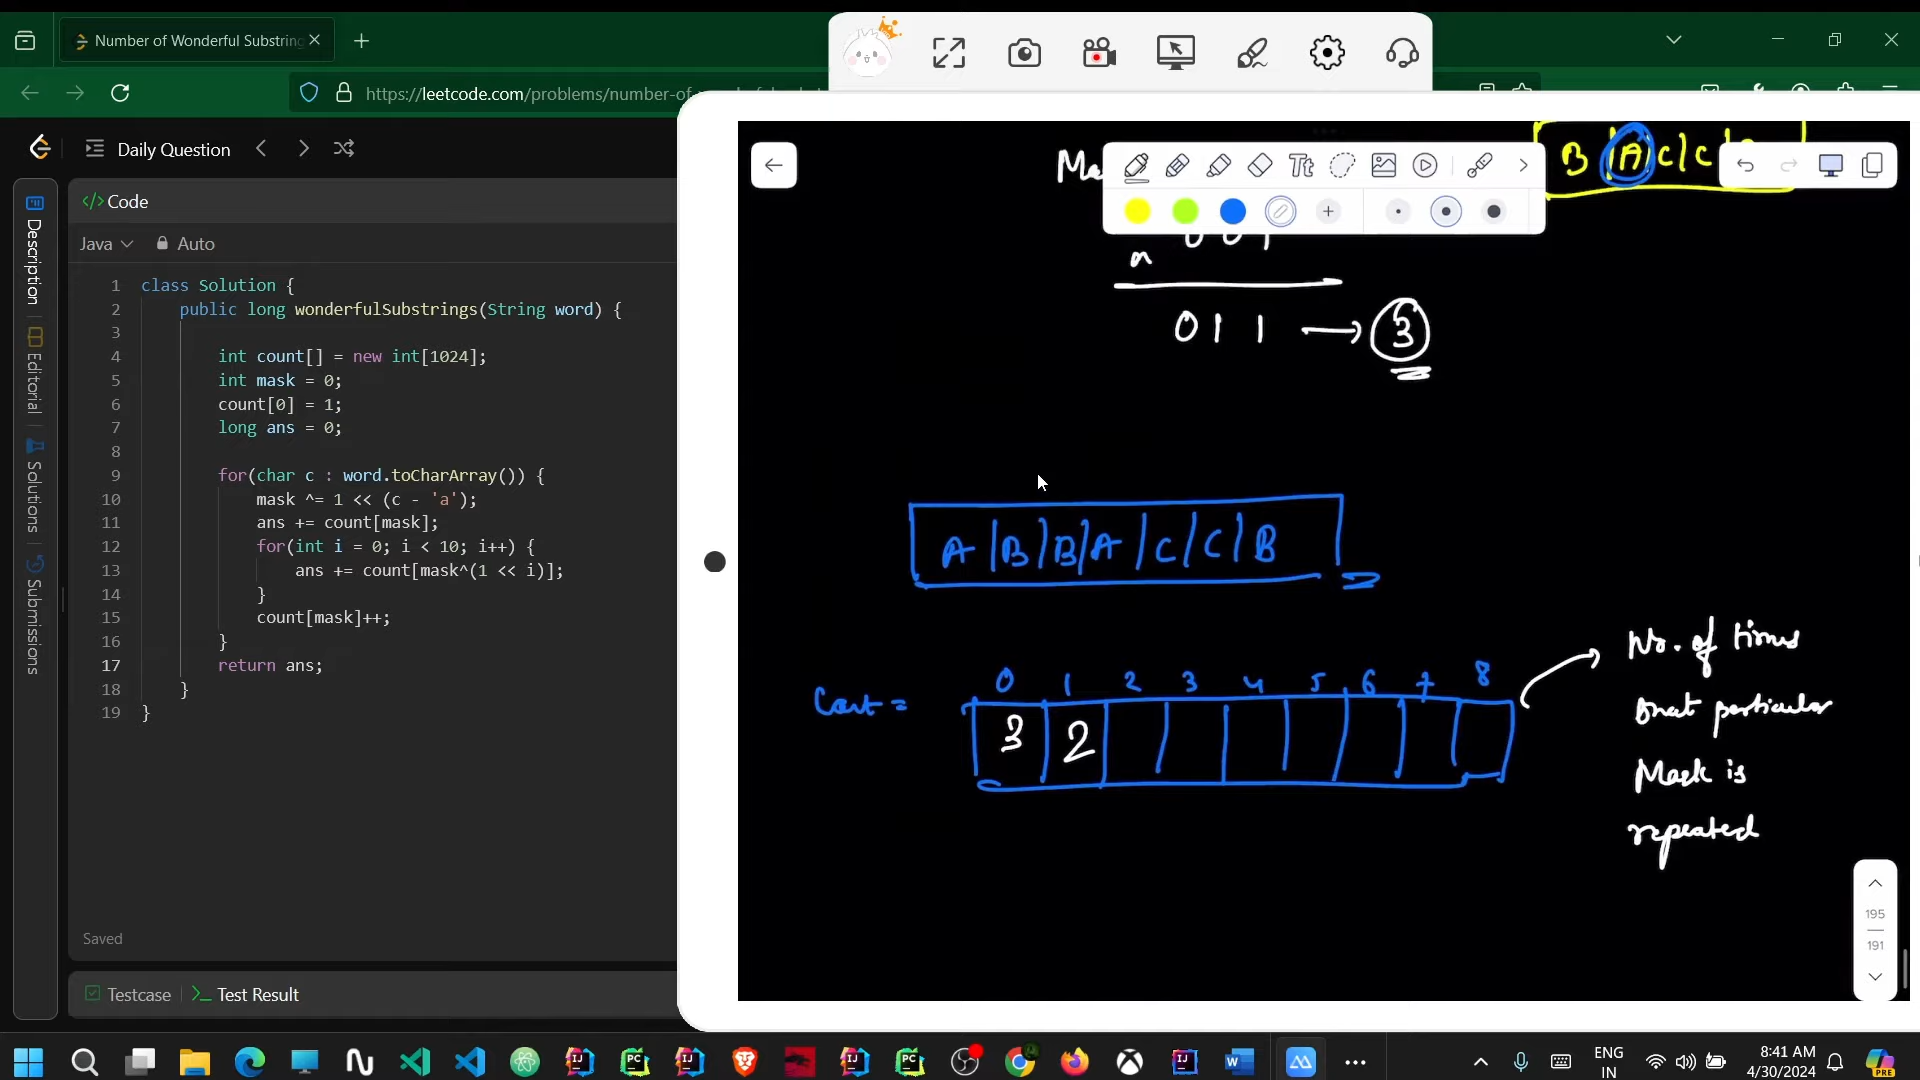 Number of Wonderful Substring
https://leetcode.com/problems/number-of-
Daily Question
Description
Editorial
Solutions
Submissions
</> Code
Java
Auto
1 class Solution {
2 public long wonderfulSubstrings(String word) {
3
4 int count[] = new int[1024];
5 int mask = 0;
6 count[0] = 1;
7 long ans = 0;
8
9 for(char c : word.toCharArray()) {
10 mask ^= 1 << (c - 'a');
11 ans += count[mask];
12 for(int i = 0; i < 10; i++) {
13 ans += count[mask^(1 << i)];
14 }
15 count[mask]++;
16 }
17 return ans;
18 }
19 }
Saved
Testcase
Test Result
Ma
B |A| C | C
Tt
0 0 1
^
0 1 1 → 3
A | B | B | A | C | C | B
0 1 2 3 4 5 6 7 8
3 2
No. of times
that particular
Mask is
repeated
195
191
ENG
IN
8:41 AM
4/30/2024
PRE